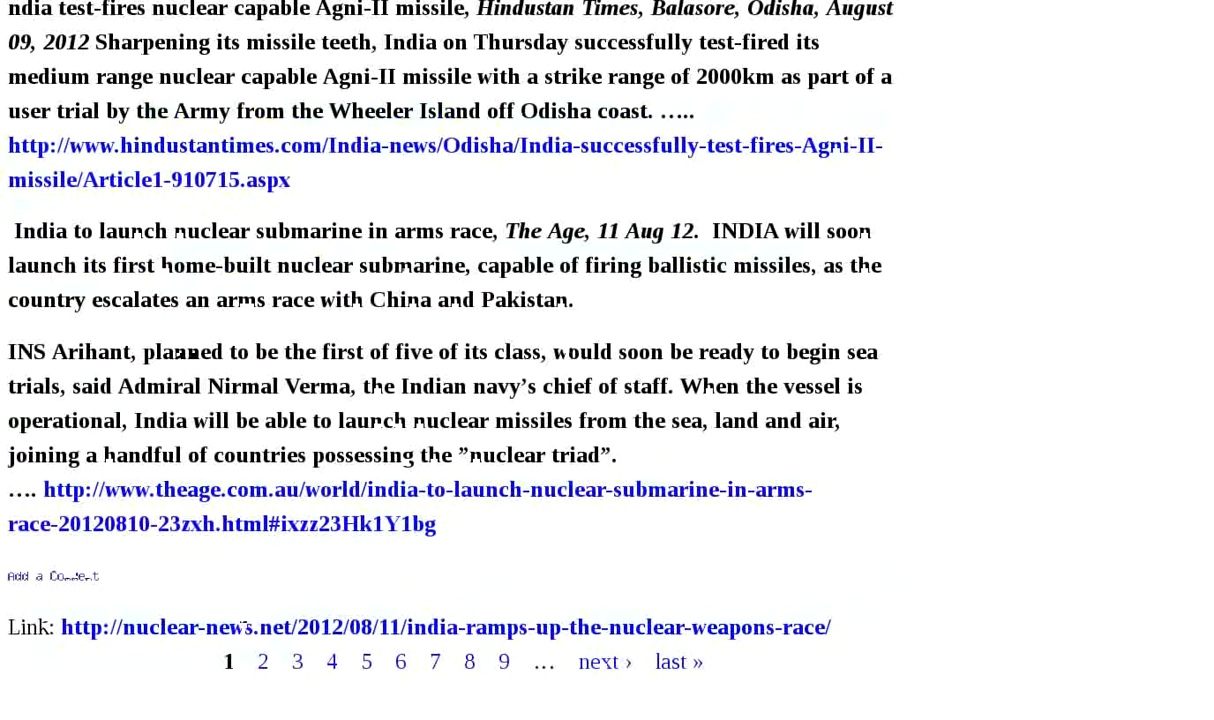 ndia test-fires nuclear capable Agni-II missile, Hindustan Times, Balasore, Odisha, August
09, 2012 Sharpening its missile teeth, India on Thursday successfully test-fired its
medium range nuclear capable Agni-II missile with a strike range of 2000km as part of a
user trial by the Army from the Wheeler Island off Odisha coast. …..
http://www.hindustantimes.com/India-news/Odisha/India-successfully-test-fires-Agni-II-
missile/Article1-910715.aspx
India to launch nuclear submarine in arms race, The Age, 11 Aug 12. INDIA will soon
launch its first home-built nuclear submarine, capable of firing ballistic missiles, as the
country escalates an arms race with China and Pakistan.
INS Arihant, planned to be the first of five of its class, would soon be ready to begin sea
trials, said Admiral Nirmal Verma, the Indian navy’s chief of staff. When the vessel is
operational, India will be able to launch nuclear missiles from the sea, land and air,
joining a handful of countries possessing the ”nuclear triad”.
…. http://www.theage.com.au/world/india-to-launch-nuclear-submarine-in-arms-
race-20120810-23zxh.html#ixzz23Hk1Y1bg
Add a Comment
Link: http://nuclear-news.net/2012/08/11/india-ramps-up-the-nuclear-weapons-race/
1 2 3 4 5 6 7 8 9 … next › last »